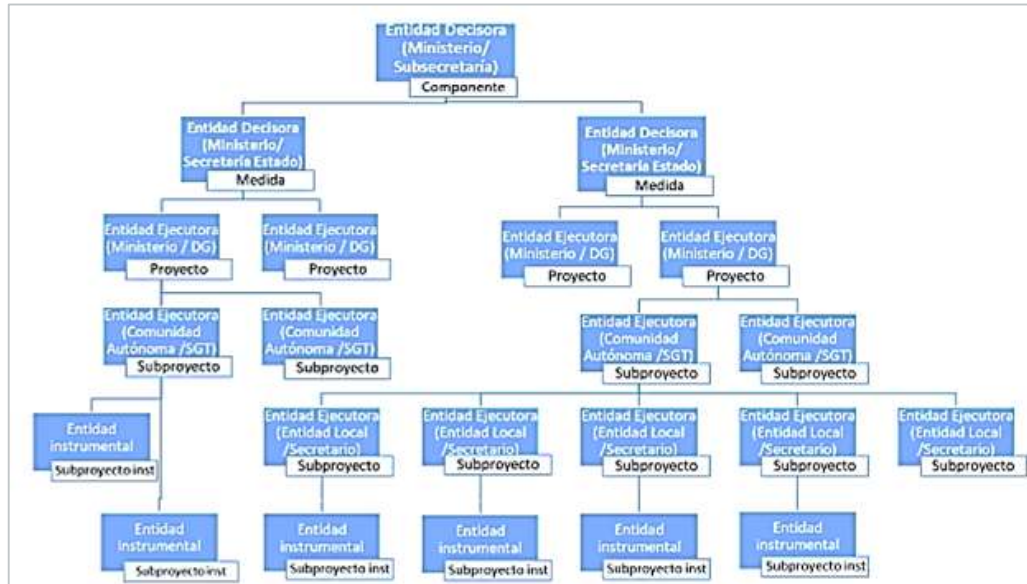 Entidad Decisora
(Ministerio/
Subsecretaría)
Componente
Entidad Decisora
(Ministerio/
Secretaría Estado)
Medida
Entidad Decisora
(Ministerio/
Secretaría Estado)
Medida
Entidad Ejecutora
(Ministerio / DG)
Proyecto
Entidad Ejecutora
(Ministerio / DG)
Proyecto
Entidad Ejecutora
(Ministerio / DG)
Proyecto
Entidad Ejecutora
(Ministerio / DG)
Proyecto
Entidad Ejecutora
(Comunidad
Autónoma /SGT)
Subproyecto
Entidad Ejecutora
(Comunidad
Autónoma /SGT)
Subproyecto
Entidad Ejecutora
(Comunidad
Autónoma /SGT)
Subproyecto
Entidad Ejecutora
(Comunidad
Autónoma /SGT)
Subproyecto
Entidad
instrumental
Subproyecto inst
Entidad Ejecutora
(Entidad Local
/Secretario)
Subproyecto
Entidad Ejecutora
(Entidad Local
/Secretario)
Subproyecto
Entidad Ejecutora
(Entidad Local
/Secretario)
Subproyecto
Entidad Ejecutora
(Entidad Local
/Secretario)
Subproyecto
Entidad Ejecutora
(Entidad Local
/Secretario)
Subproyecto
Entidad
instrumental
Subproyecto inst
Entidad
instrumental
Subproyecto inst
Entidad
instrumental
Subproyecto inst
Entidad
instrumental
Subproyecto inst
Entidad
instrumental
Subproyecto inst